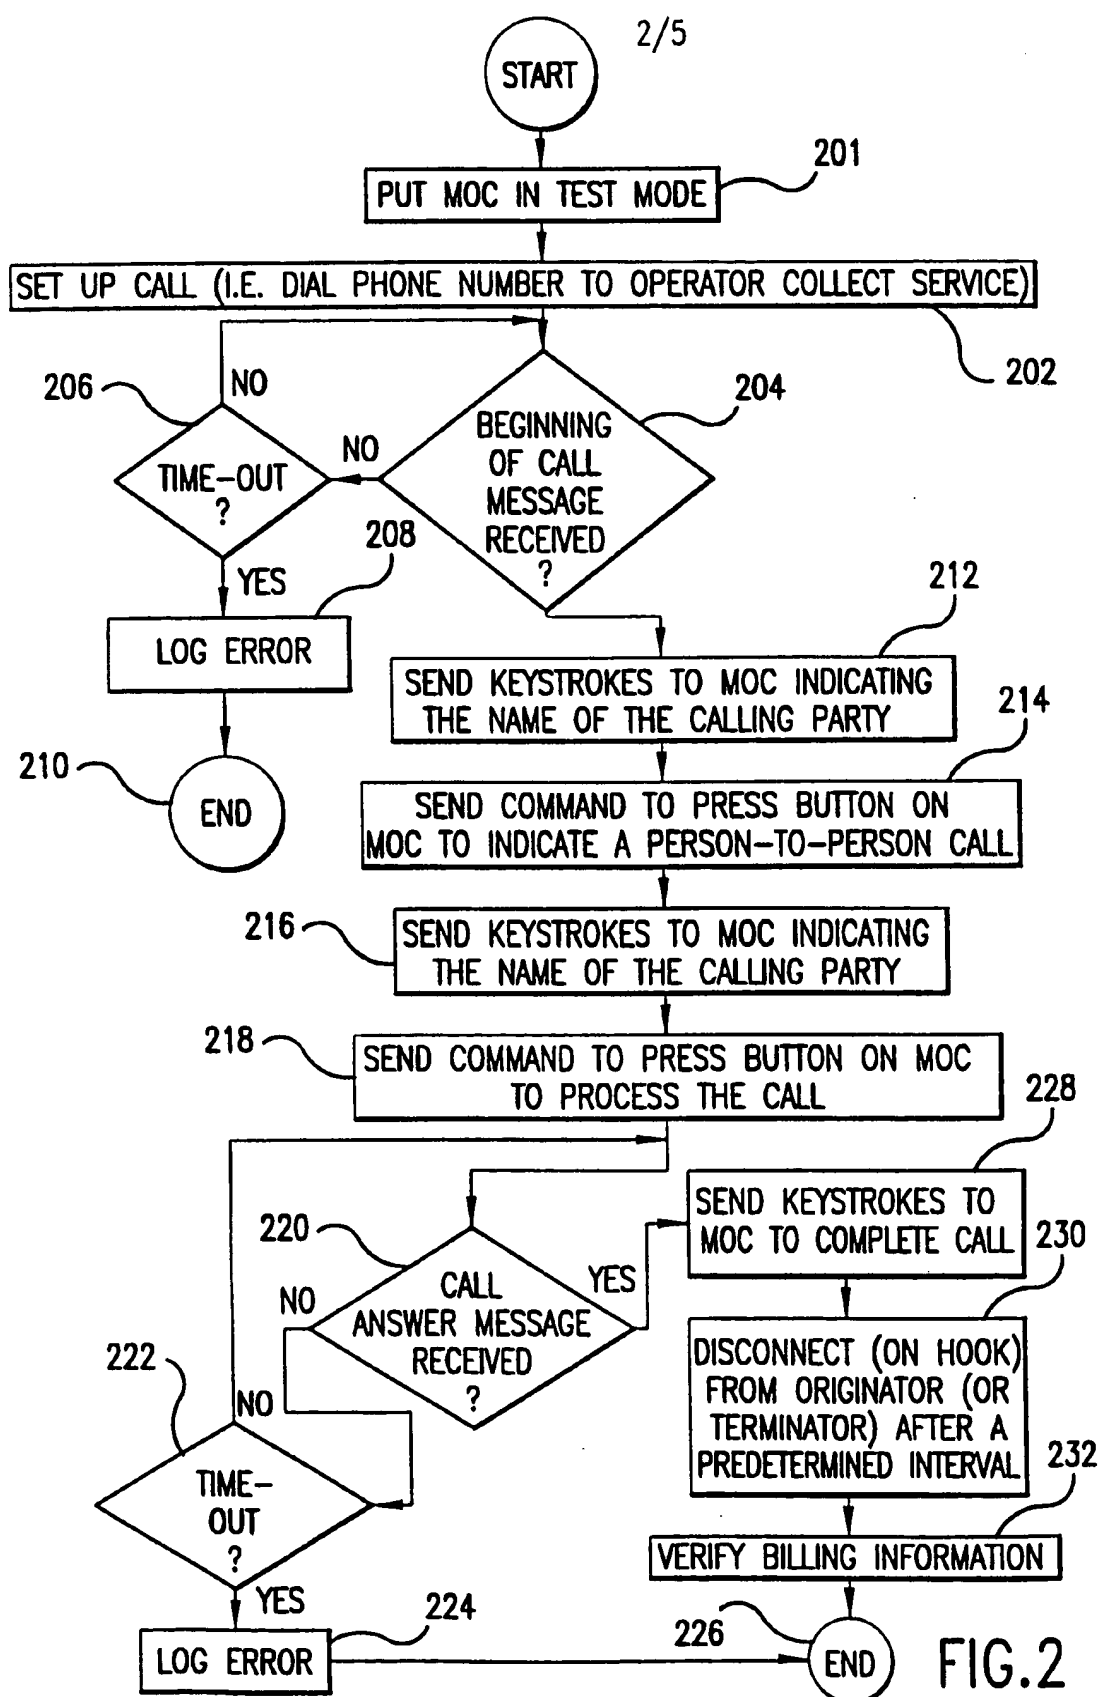 2/5
START
201
PUT MOC IN TEST MODE
SET UP CALL (I.E. DIAL PHONE NUMBER TO OPERATOR COLLECT SERVICE)
202
206
NO
204
BEGINNING
OF CALL
MESSAGE
RECEIVED
?
NO
TIME-OUT
?
208
YES
LOG ERROR
212
SEND KEYSTROKES TO MOC INDICATING
THE NAME OF THE CALLING PARTY
214
210
END
SEND COMMAND TO PRESS BUTTON ON
MOC TO INDICATE A PERSON-TO-PERSON CALL
216
SEND KEYSTROKES TO MOC INDICATING
THE NAME OF THE CALLING PARTY
218
SEND COMMAND TO PRESS BUTTON ON MOC
TO PROCESS THE CALL
228
SEND KEYSTROKES TO
MOC TO COMPLETE CALL
220
CALL
ANSWER MESSAGE
RECEIVED
?
NO
YES
230
DISCONNECT (ON HOOK)
FROM ORIGINATOR (OR
TERMINATOR) AFTER A
PREDETERMINED INTERVAL
222
NO
TIME-
OUT
?
232
VERIFY BILLING INFORMATION
YES
224
LOG ERROR
226
END
FIG.2